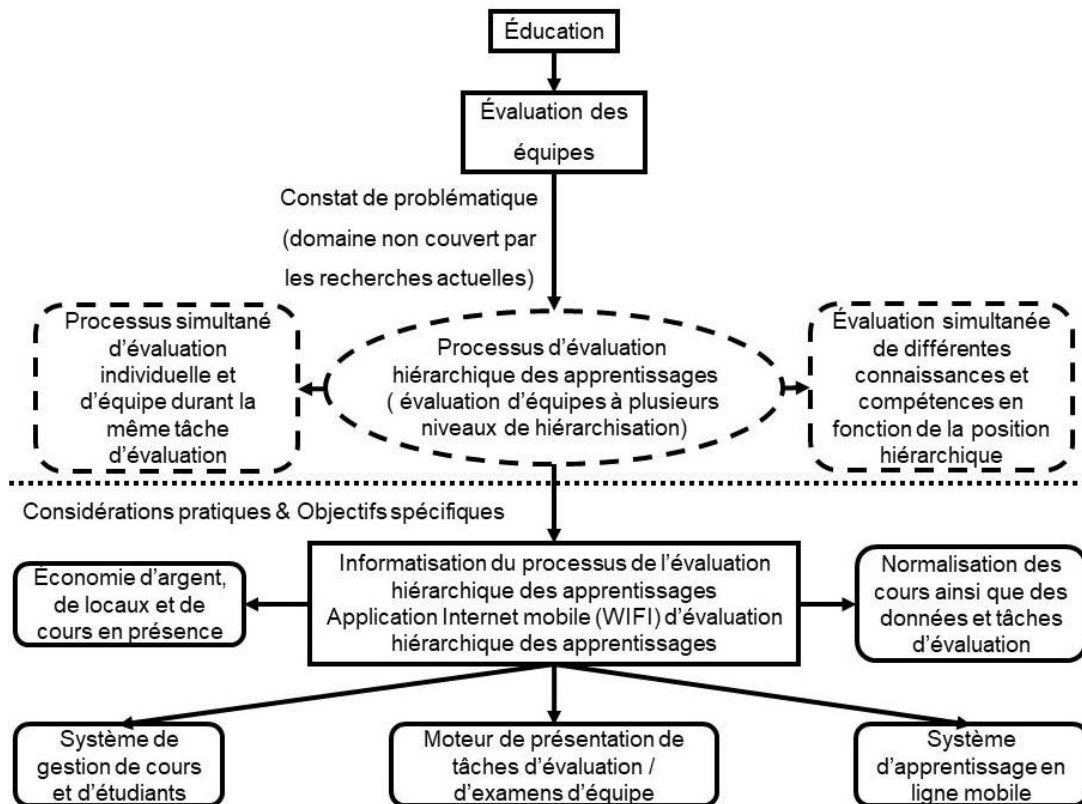 Éducation
Évaluation des
équipes
Constat de problématique
(domaine non couvert par
les recherches actuelles)
Processus simultané
d'évaluation
individuelle et
d'équipe durant la
même tâche
d'évaluation
Processus d'évaluation
hiérarchique des apprentissages
( évaluation d'équipes à plusieurs
niveaux de hiérarchisation)
Évaluation simultanée
de différentes
connaissances et
compétences en
fonction de la position
hiérarchique
Considérations pratiques & Objectifs spécifiques
Économie d'argent,
de locaux et de
cours en présence
Informatisation du processus de l'évaluation
hiérarchique des apprentissages
Application Internet mobile (WIFI) d'évaluation
hiérarchique des apprentissages
Normalisation des
cours ainsi que des
données et tâches
d'évaluation
Système de
gestion de cours
et d'étudiants
Moteur de présentation de
tâches d'évaluation /
d'examens d'équipe
Système
d'apprentissage en
ligne mobile